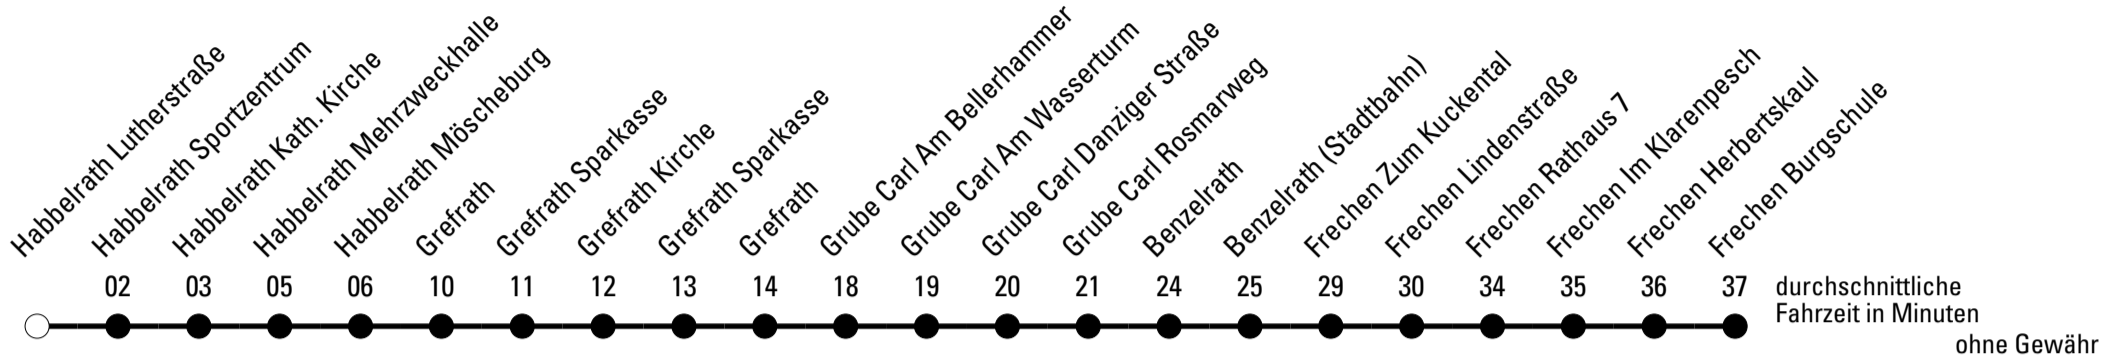 Habbelrath Lutherstraße
Habbelrath Sportzentrum
Habbelrath Kath. Kirche
Habbelrath Mehrzweckhalle
Habbelrath Möscheburg
Grefrath
Grefrath Sparkasse
Grefrath Kirche
Grefrath Sparkasse
Grefrath
Grube Carl Am Bellerhammer
Grube Carl Am Wasserturm
Grube Carl Danziger Straße
Grube Carl Rosmarweg
Benzelrath
Benzelrath (Stadtbahn)
Frechen Zum Kuckental
Frechen Lindenstraße
Frechen Rathaus 7
Frechen Im Klarenpesch
Frechen Herbertskaul
Frechen Burgschule
02 03 05 06 10 11 12 13 14 18 19 20 21 24 25 29 30 34 35 36 37 durchschnittliche
Fahrzeit in Minuten
ohne Gewähr